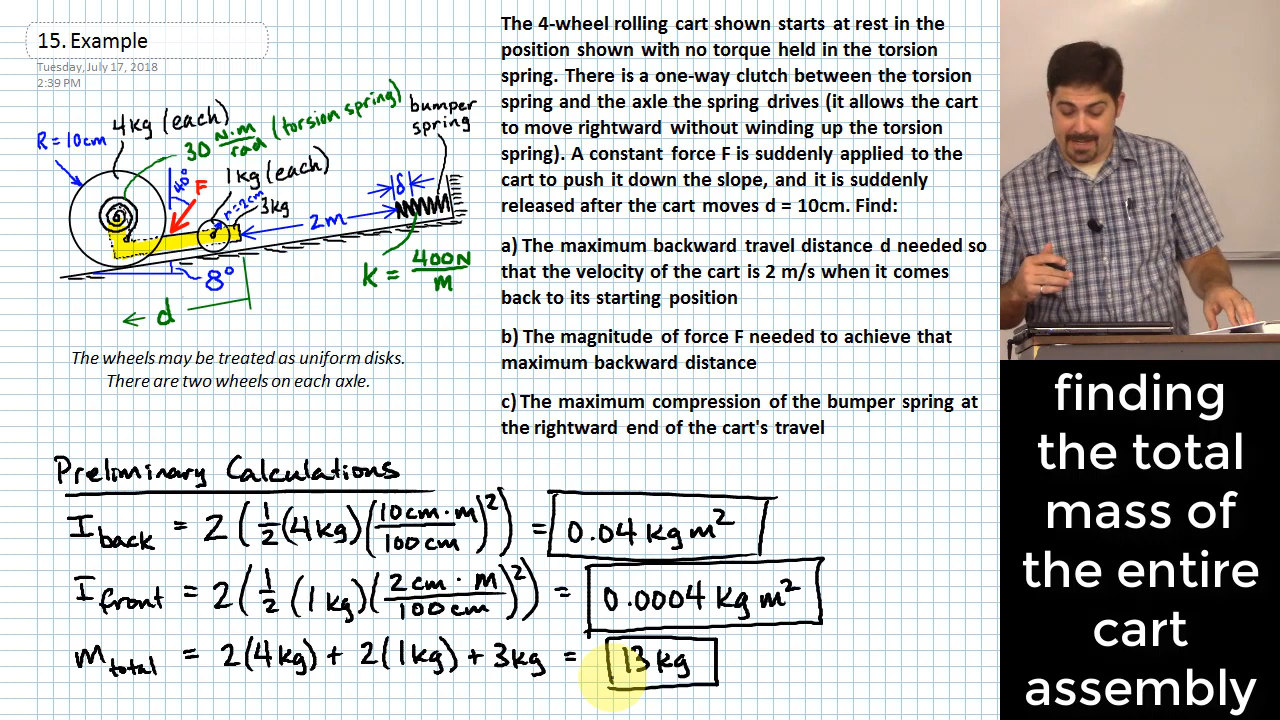 15. Example
Tuesday, July 17, 2018
2:39 PM
The 4-wheel rolling cart shown starts at rest in the
position shown with no torque held in the torsion
spring. There is a one-way clutch between the torsion
spring and the axle the spring drives (it allows the cart
to move rightward without winding up the torsion
spring). A constant force F is suddenly applied to the
cart to push it down the slope, and it is suddenly
released after the cart moves d = 10cm. Find:
a) The maximum backward travel distance d needed so
that the velocity of the cart is 2 m/s when it comes
back to its starting position
b) The magnitude of force F needed to achieve that
maximum backward distance
c) The maximum compression of the bumper spring at
the rightward end of the cart's travel
R = 10cm
4kg (each)
30 N·m/rad (torsion spring)
bumper
spring
40°
F
1kg (each)
r=2cm
3kg
2m
δ
8°
K = 400N/m
d
The wheels may be treated as uniform disks.
There are two wheels on each axle.
Preliminary Calculations
I back = 2 (1/2 (4kg) (10cm·m/100cm)²) = 0.04 kg m²
I front = 2 (1/2 (1kg) (2cm·m/100cm)²) = 0.0004 kg m²
m total = 2(4kg) + 2(1kg) + 3kg = 13 kg
finding
the total
mass of
the entire
cart
assembly